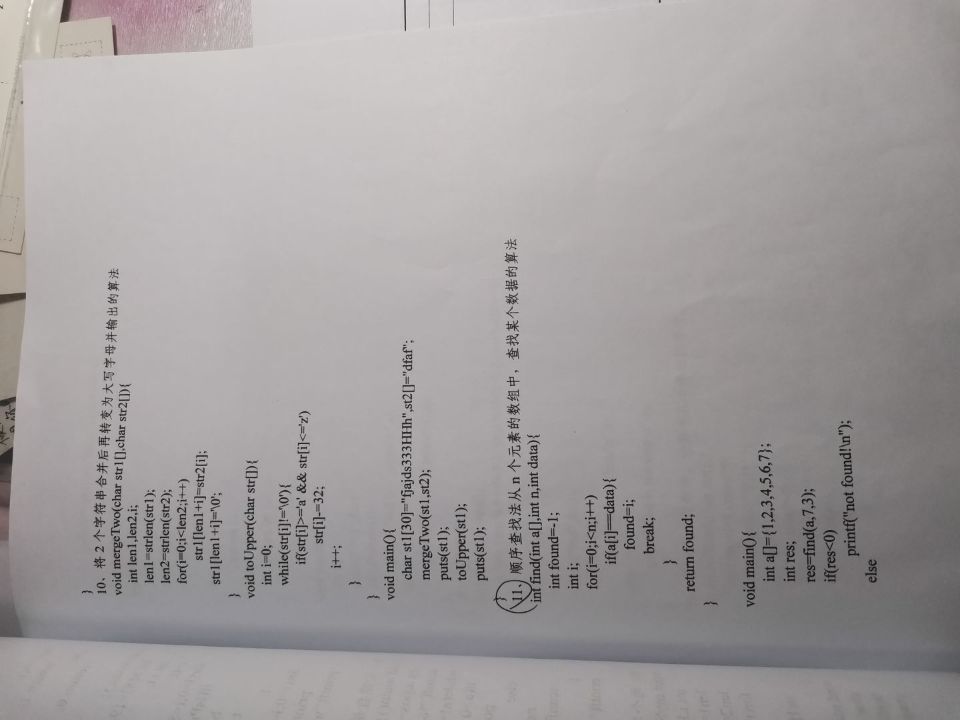 }
10、将 2 个字符串合并后再转变为大写字母并输出的算法
void mergeTwo(char str1[],char str2[]){
int len1,len2,i;
len1=strlen(str1);
len2=strlen(str2);
for(i=0;i<len2;i++)
str1[len1+i]=str2[i];
str1[len1+i]='\0';
}
void toUpper(char str[]){
int i=0;
while(str[i]!='\0'){
if(str[i]>='a' && str[i]<='z')
str[i]-=32;
i++;
}
}
void main(){
char st1[30]="fjajds333HHh",st2[]="dfaf";
mergeTwo(st1,st2);
puts(st1);
toUpper(st1);
puts(st1);
}
11、顺序查找法从 n 个元素的数组中，查找某个数据的算法
int find(int a[],int n,int data){
int found=-1;
int i;
for(i=0;i<n;i++)
if(a[i]==data){
found=i;
break;
}
return found;
}
void main(){
int a[]={1,2,3,4,5,6,7};
int res;
res=find(a,7,3);
if(res<0)
printf("not found!\n");
else